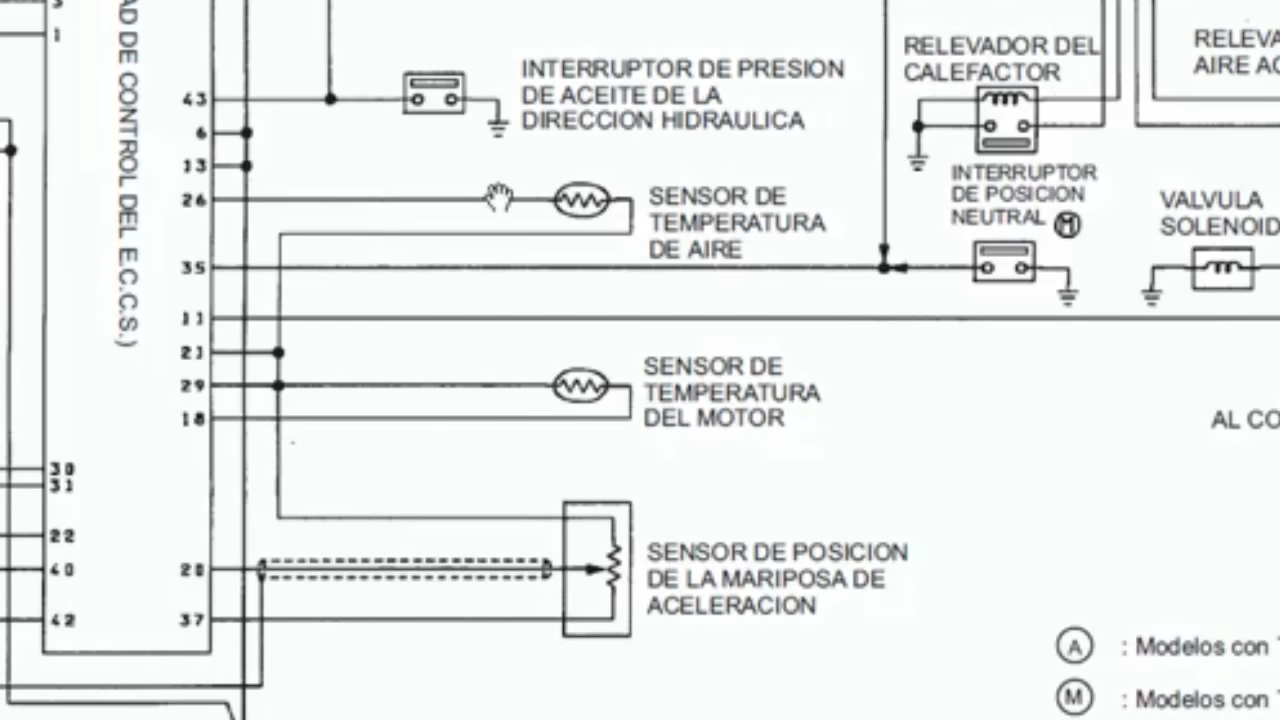 1
AD DE CONTROL DEL E.C.C.S.)
43
6
13
26
35
11
21
29
18
30
31
22
40
42
28
37
INTERRUPTOR DE PRESION
DE ACEITE DE LA
DIRECCION HIDRAULICA
SENSOR DE
TEMPERATURA
DE AIRE
SENSOR DE
TEMPERATURA
DEL MOTOR
SENSOR DE POSICION
DE LA MARIPOSA DE
ACELERACION
RELEVADOR DEL
CALEFACTOR
INTERRUPTOR
DE POSICION
NEUTRAL M
RELEVA
AIRE AC
VALVULA
SOLENOID
AL CO
A : Modelos con
M : Modelos con